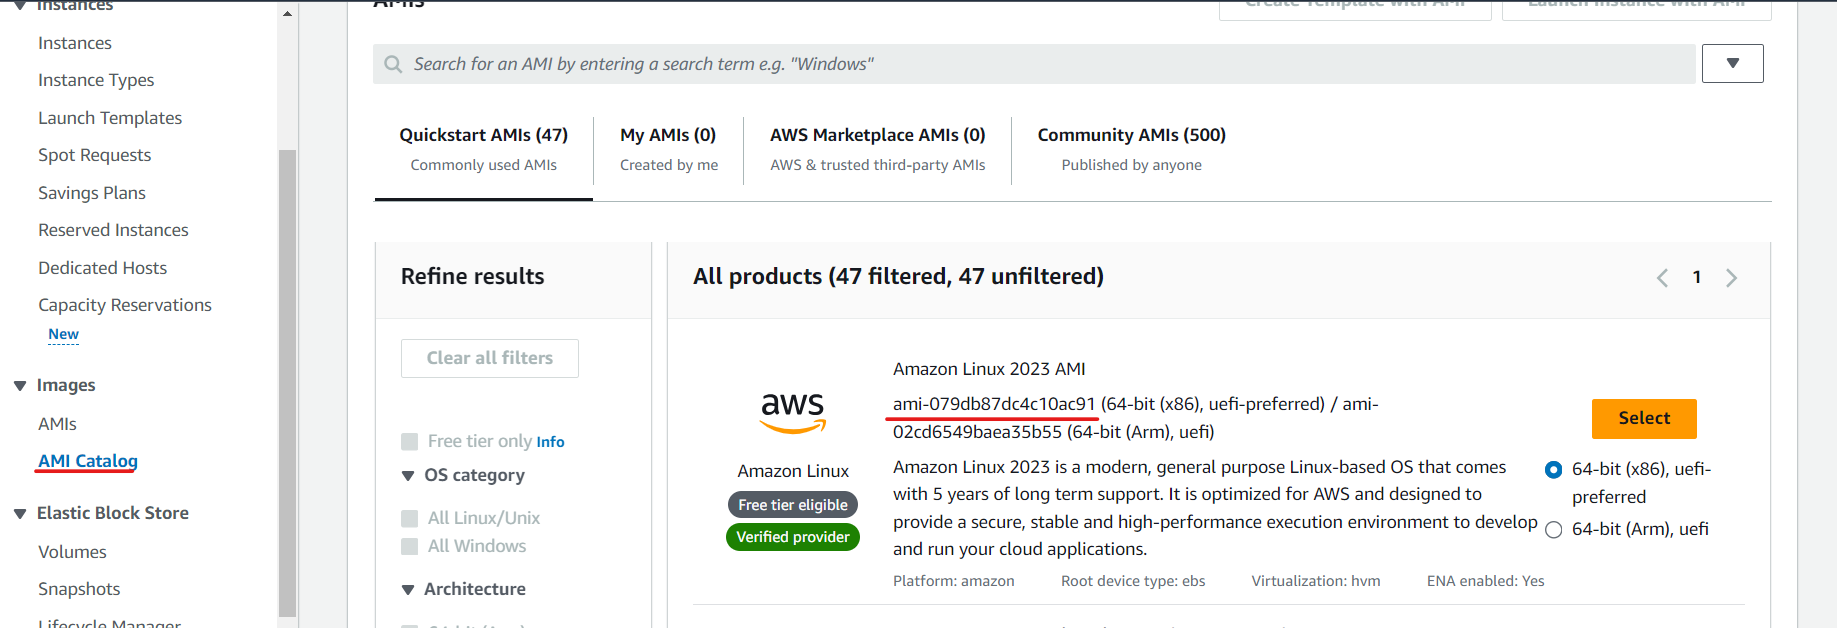 Instances
AMIs
Create Template with AMI
Launch Instance with AMI
Instances
Instance Types
Launch Templates
Spot Requests
Savings Plans
Reserved Instances
Dedicated Hosts
Capacity Reservations
New
Images
AMIs
AMI Catalog
Elastic Block Store
Volumes
Snapshots
Lifecycle Manager
Search for an AMI by entering a search term e.g. "Windows"
Quickstart AMIs (47)
Commonly used AMIs
My AMIs (0)
Created by me
AWS Marketplace AMIs (0)
AWS & trusted third-party AMIs
Community AMIs (500)
Published by anyone
Refine results
Clear all filters
Free tier only Info
OS category
All Linux/Unix
All Windows
Architecture
All products (47 filtered, 47 unfiltered)
1
aws
Amazon Linux
Free tier eligible
Verified provider
Amazon Linux 2023 AMI
ami-079db87dc4c10ac91 (64-bit (x86), uefi-preferred) / ami-
02cd6549baea35b55 (64-bit (Arm), uefi)
Amazon Linux 2023 is a modern, general purpose Linux-based OS that comes
with 5 years of long term support. It is optimized for AWS and designed to
provide a secure, stable and high-performance execution environment to develop
and run your cloud applications.
Platform: amazon Root device type: ebs Virtualization: hvm ENA enabled: Yes
Select
64-bit (x86), uefi-
preferred
64-bit (Arm), uefi